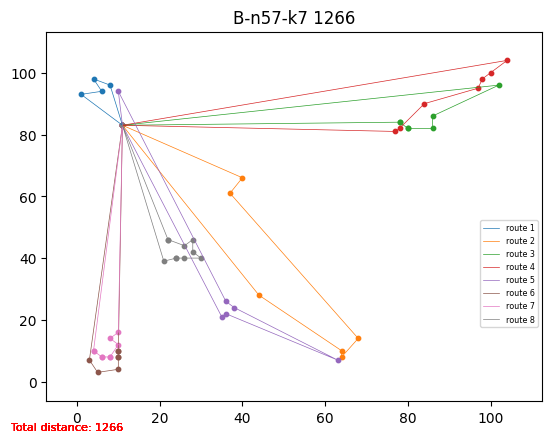 B-n57-k7 1266
100
80
60
40
20
0
route 1
route 2
route 3
route 4
route 5
route 6
route 7
route 8
0 20 40 60 80 100
Total distance: 1266